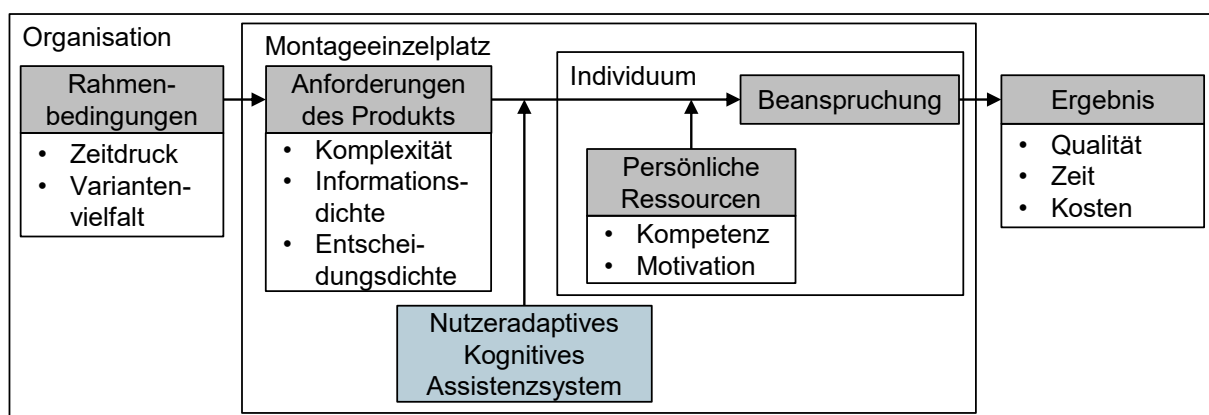 Organisation
Rahmen-
bedingungen
• Zeitdruck
• Varianten-
vielfalt
Montageeinzelplatz
Anforderungen
des Produkts
• Komplexität
• Informations-
dichte
• Entschei-
dungsdichte
Individuum
Beanspruchung
Persönliche
Ressourcen
• Kompetenz
• Motivation
Ergebnis
• Qualität
• Zeit
• Kosten
Nutzeradaptives
Kognitives
Assistenzsystem